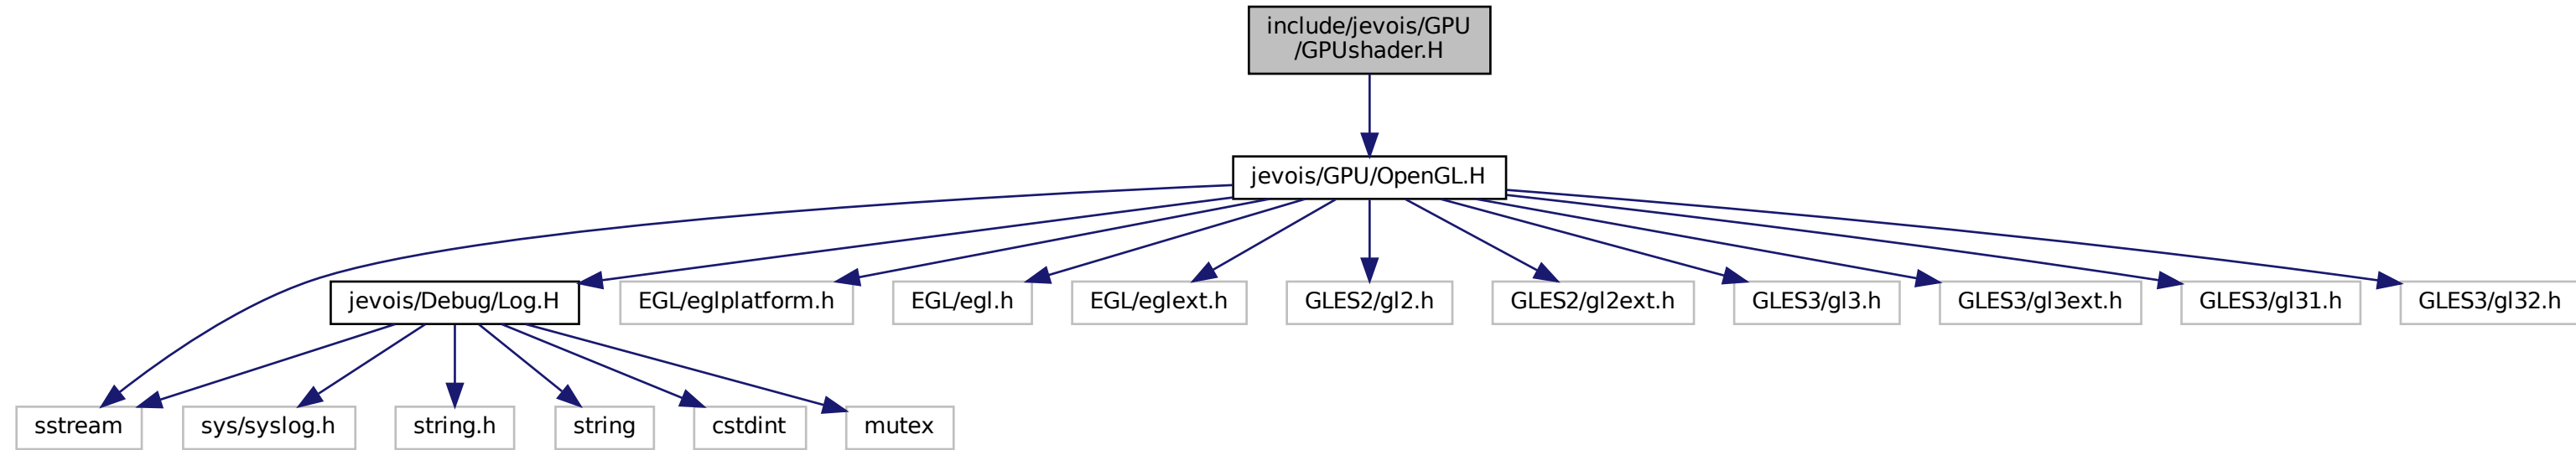 include/jevois/GPU
/GPUshader.H
jevois/GPU/OpenGL.H
jevois/Debug/Log.H
EGL/eglplatform.h
EGL/egl.h
EGL/eglext.h
GLES2/gl2.h
GLES2/gl2ext.h
GLES3/gl3.h
GLES3/gl3ext.h
GLES3/gl31.h
GLES3/gl32.h
sstream
sys/syslog.h
string.h
string
cstdint
mutex